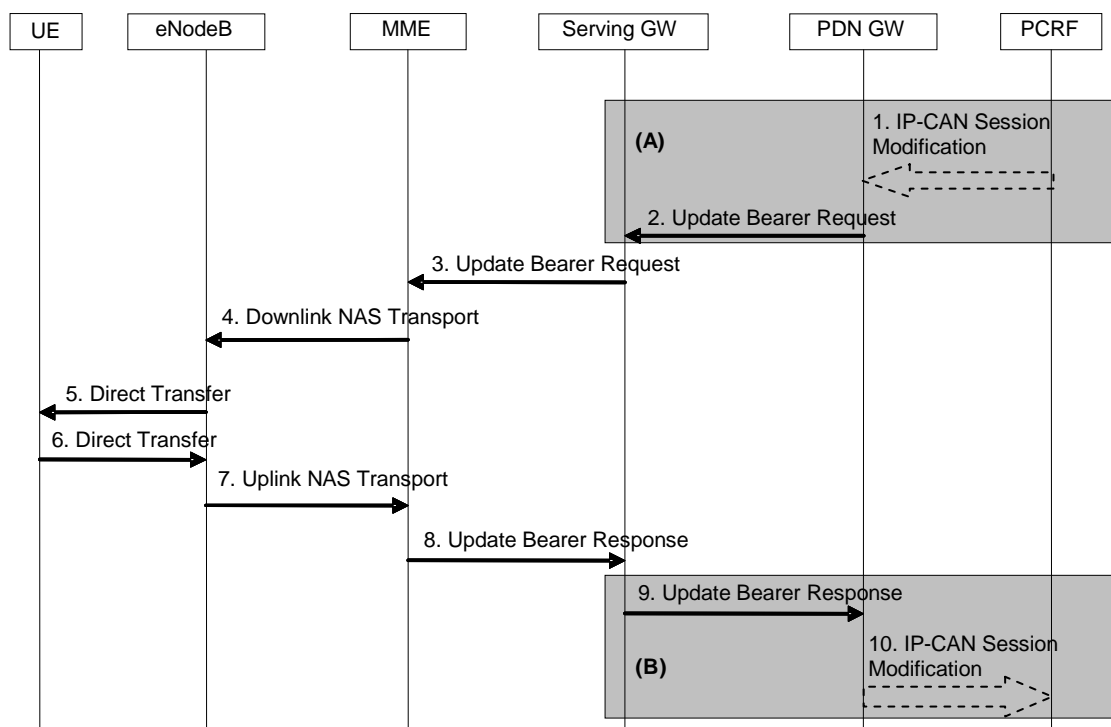 UE
eNodeB
MME
Serving GW
PDN GW
PCRF
(A)
1. IP-CAN Session
Modification
2. Update Bearer Request
3. Update Bearer Request
4. Downlink NAS Transport
5. Direct Transfer
6. Direct Transfer
7. Uplink NAS Transport
8. Update Bearer Response
9. Update Bearer Response
(B)
10. IP-CAN Session
Modification